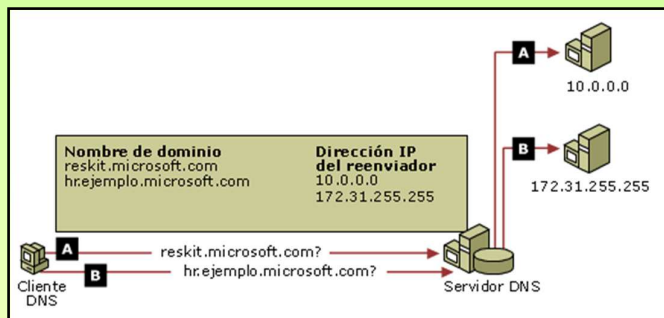 A
10.0.0.0
Nombre de dominio
reskit.microsoft.com
hr.ejemplo.microsoft.com
Dirección IP
del reenviador
10.0.0.0
172.31.255.255
B
172.31.255.255
A
reskit.microsoft.com?
B
hr.ejemplo.microsoft.com?
Cliente
DNS
Servidor DNS